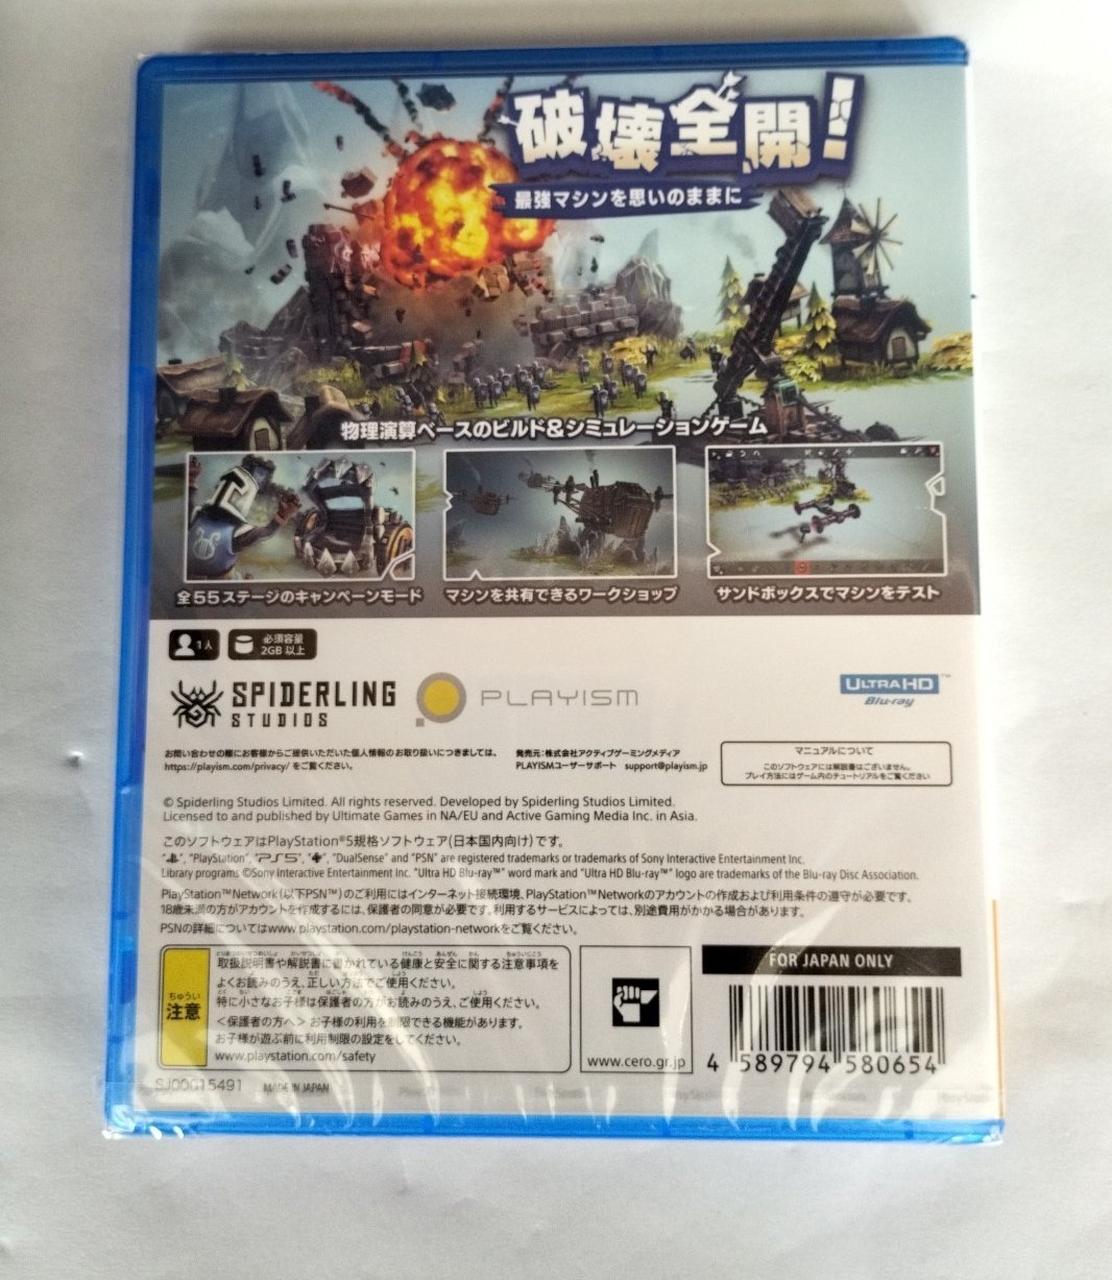 破壊全開!
最強マシンを思いのままに
物理演算ベースのビルド&シミュレーションゲーム
全55ステージのキャンペーンモード
マシンを共有できるワークショップ
サンドボックスでマシンをテスト
1人
必須容量
2GB 以上
SPIDERLING
STUDIOS
PLAYISM
ULTRA HD
Blu-ray™
お問い合わせの際にお客様からご提供いただいた個人情報のお取り扱いにつきましては、
https://playism.com/privacy/ をご覧ください。
発売元:株式会社アクティブゲーミングメディア
PLAYISMユーザーサポート support@playism.jp
マニュアルについて
このソフトウェアには解説書はございません。
プレイ方法にはゲーム内のチュートリアルをご覧ください
© Spiderling Studios Limited. All rights reserved. Developed by Spiderling Studios Limited.
Licensed to and published by Ultimate Games in NA/EU and Active Gaming Media Inc. in Asia.
このソフトウェアはPlayStation®5規格ソフトウェア(日本国内向け)です。
"PlayStation", "PS5", "DualSense" and "PSN" are registered trademarks or trademarks of Sony Interactive Entertainment Inc.
Library programs ©Sony Interactive Entertainment Inc. "Ultra HD Blu-ray™" word mark and "Ultra HD Blu-ray™" logo are trademarks of the Blu-ray Disc Association.
PlayStation™Network(以下PSN™)のご利用にはインターネット接続環境、PlayStation™Networkのアカウントの作成および利用条件の遵守が必要です。
18歳未満の方がアカウントを作成するには、保護者の同意が必要です。利用するサービスによっては、別途費用がかかる場合があります。
PSNの詳細についてはwww.playstation.com/playstation-networkをご覧ください。
ちゅうい
注意
取扱説明書や解説書に書かれている健康と安全に関する注意事項を
よくお読みのうえ、正しい方法でご使用ください。
特に小さなお子様は保護者の方がお読みのうえ、ご使用ください。
<保護者の方へ> お子様の利用を制限できる機能があります。
お子様が遊ぶ前に利用制限の設定をしてください。
www.playstation.com/safety
www.cero.gr.jp
FOR JAPAN ONLY
4 589794 580654
SJ00G15491 MADE IN JAPAN